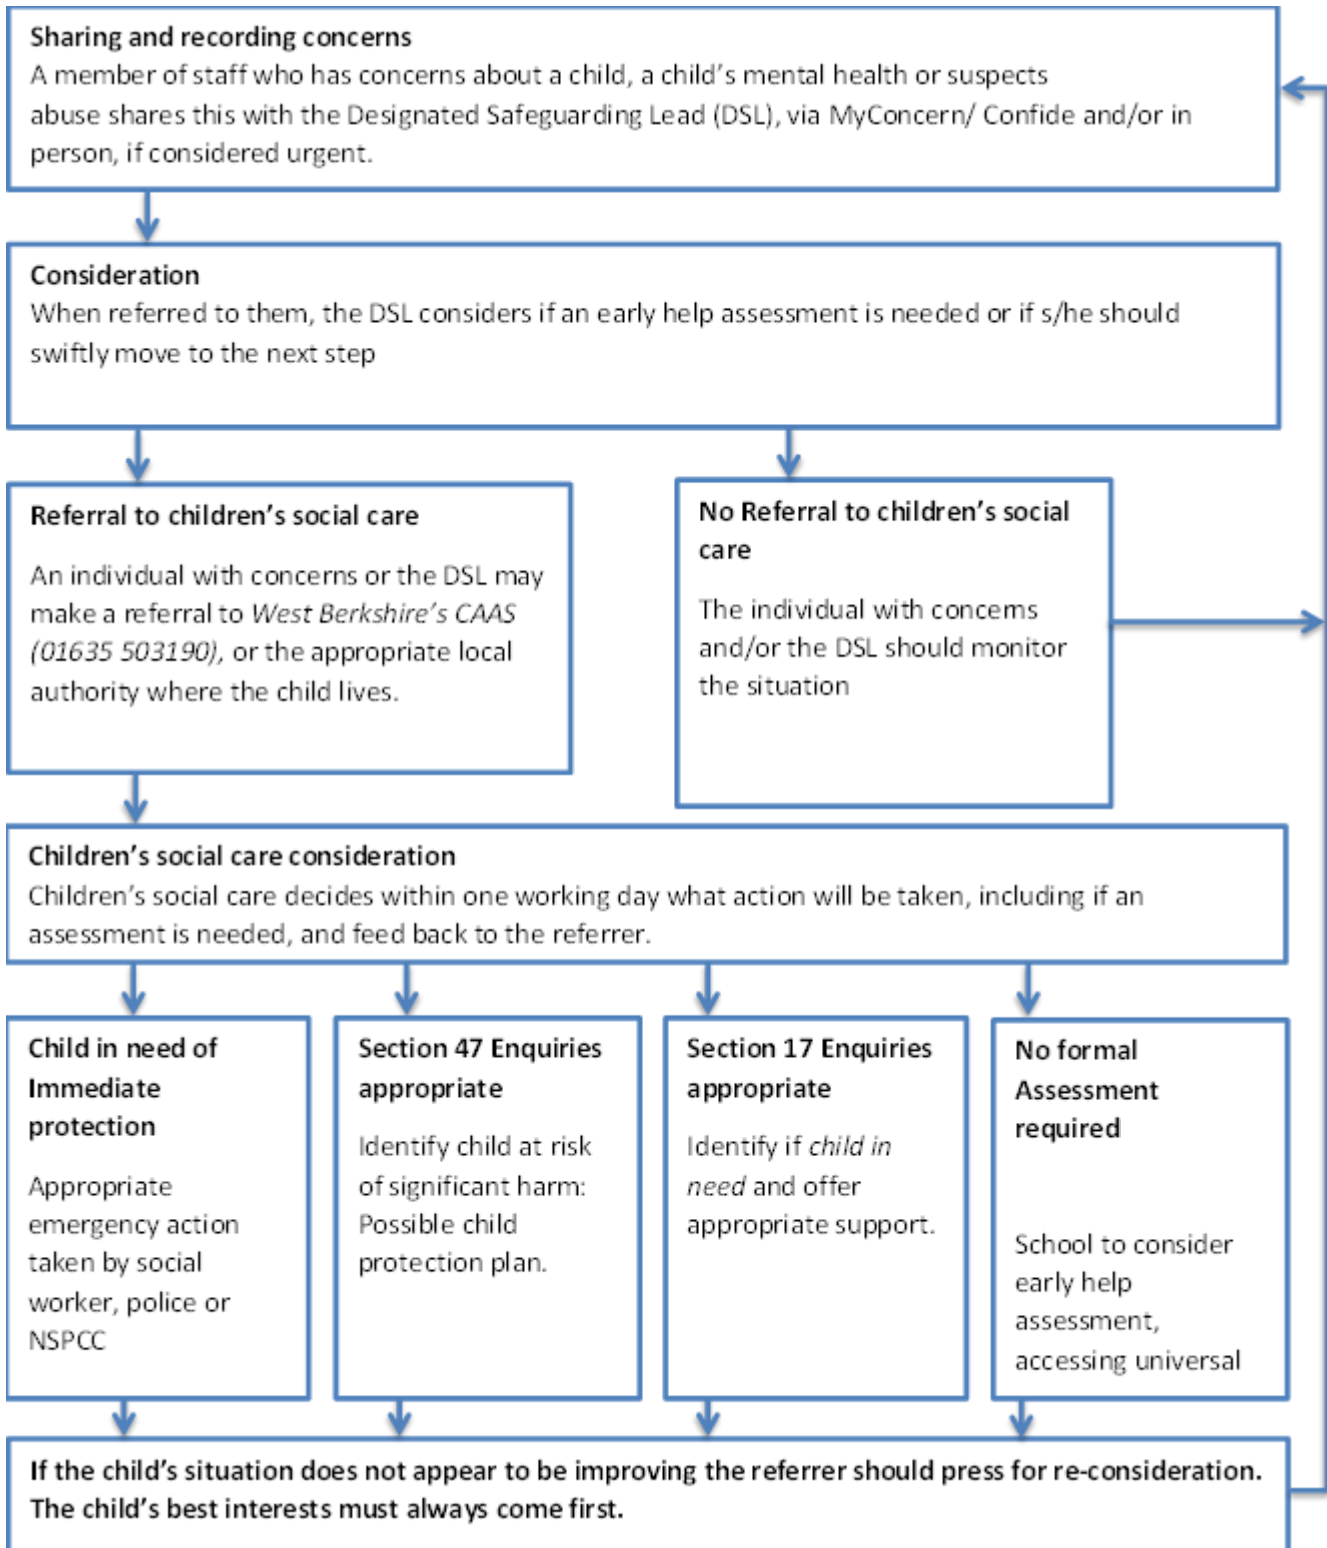 Sharing and recording concerns
A member of staff who has concerns about a child, a child's mental health or suspects
abuse shares this with the Designated Safeguarding Lead (DSL), via MyConcern/ Confide and/or in
person, if considered urgent.
Consideration
When referred to them, the DSL considers if an early help assessment is needed or if s/he should
swiftly move to the next step
Referral to children's social care
An individual with concerns or the DSL may
make a referral to West Berkshire's CAAS
(01635 503190), or the appropriate local
authority where the child lives.
No Referral to children's social
care
The individual with concerns
and/or the DSL should monitor
the situation
Children's social care consideration
Children's social care decides within one working day what action will be taken, including if an
assessment is needed, and feed back to the referrer.
Child in need of
Immediate
protection
Appropriate
emergency action
taken by social
worker, police or
NSPCC
Section 47 Enquiries
appropriate
Identify child at risk
of significant harm:
Possible child
protection plan.
Section 17 Enquiries
appropriate
Identify if child in
need and offer
appropriate support.
No formal
Assessment
required
School to consider
early help
assessment,
accessing universal
If the child's situation does not appear to be improving the referrer should press for re-consideration.
The child's best interests must always come first.